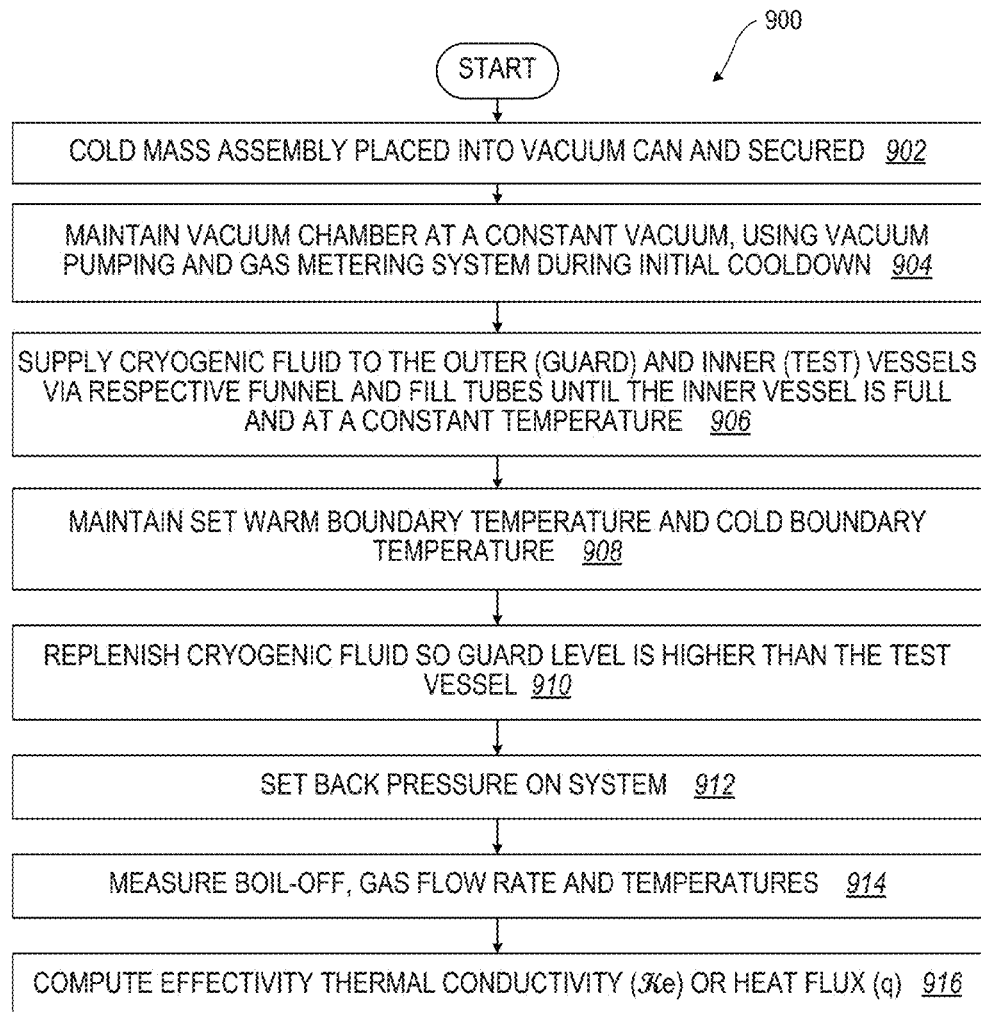 900
START
COLD MASS ASSEMBLY PLACED INTO VACUUM CAN AND SECURED 902
MAINTAIN VACUUM CHAMBER AT A CONSTANT VACUUM, USING VACUUM
PUMPING AND GAS METERING SYSTEM DURING INITIAL COOLDOWN 904
SUPPLY CRYOGENIC FLUID TO THE OUTER (GUARD) AND INNER (TEST) VESSELS
VIA RESPECTIVE FUNNEL AND FILL TUBES UNTIL THE INNER VESSEL IS FULL
AND AT A CONSTANT TEMPERATURE 906
MAINTAIN SET WARM BOUNDARY TEMPERATURE AND COLD BOUNDARY
TEMPERATURE 908
REPLENISH CRYOGENIC FLUID SO GUARD LEVEL IS HIGHER THAN THE TEST
VESSEL 910
SET BACK PRESSURE ON SYSTEM 912
MEASURE BOIL-OFF, GAS FLOW RATE AND TEMPERATURES 914
COMPUTE EFFECTIVITY THERMAL CONDUCTIVITY (𝒦e) OR HEAT FLUX (q) 916